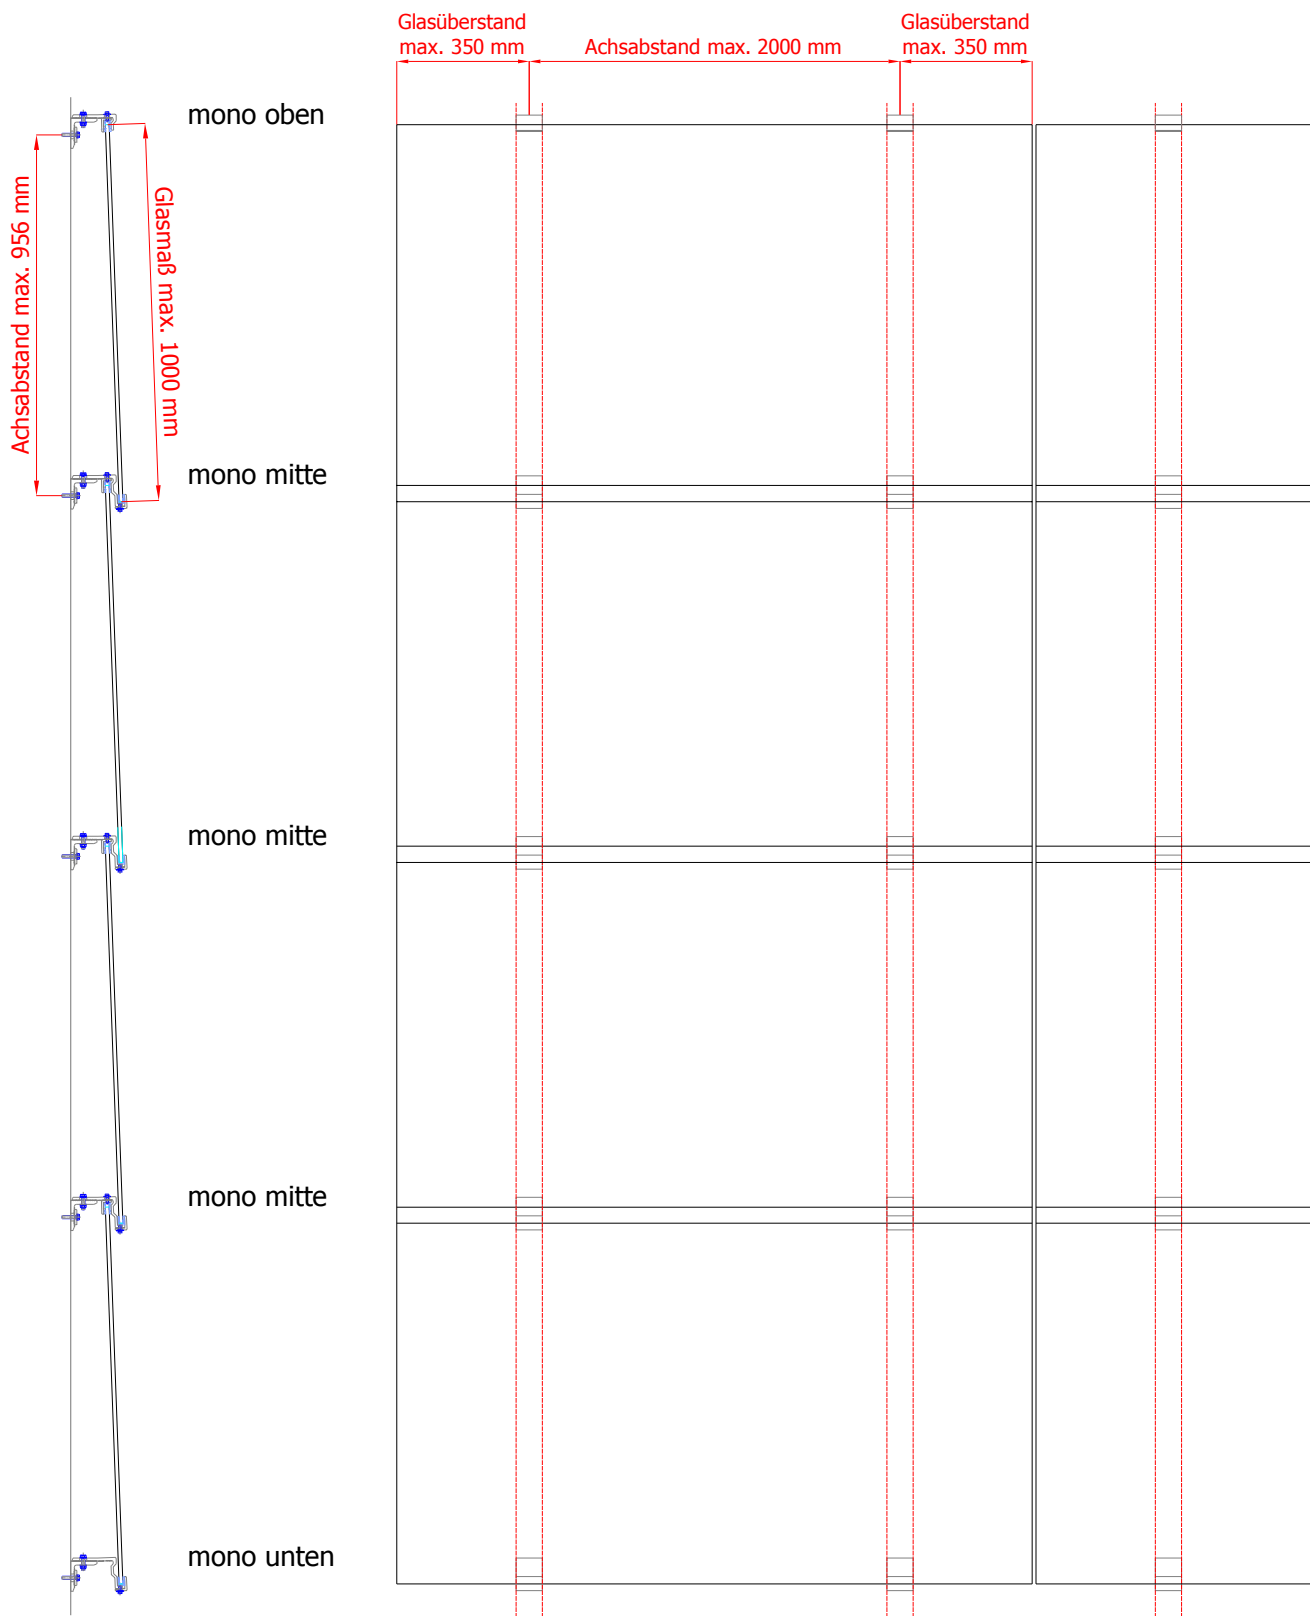 Glasüberstand
max. 350 mm
Achsabstand max. 2000 mm
Glasüberstand
max. 350 mm
mono oben
Achsabstand max. 956 mm
Glasmaß max. 1000 mm
mono mitte
mono mitte
mono mitte
mono unten